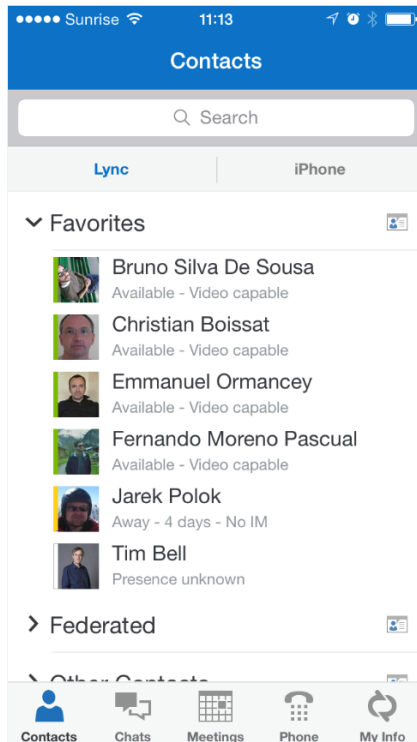 Sunrise 11:13
Contacts
Search
Lync iPhone
Favorites
Bruno Silva De Sousa
Available - Video capable
Christian Boissat
Available - Video capable
Emmanuel Ormancey
Available - Video capable
Fernando Moreno Pascual
Available - Video capable
Jarek Polok
Away - 4 days - No IM
Tim Bell
Presence unknown
Federated
Other Contacts
Contacts Chats Meetings Phone My Info